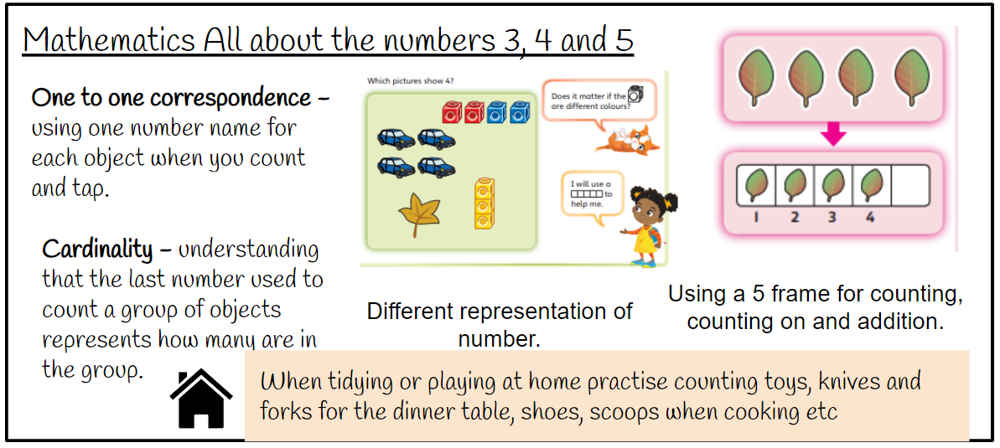 Mathematics All about the numbers 3, 4 and 5
One to one correspondence –
using one number name for
each object when you count
and tap.
Cardinality – understanding
that the last number used to
count a group of objects
represents how many are in
the group.
Which pictures show 4?
Does it matter if the
are different colours?
I will use a
to
help me.
Different representation of
number.
1 2 3 4
Using a 5 frame for counting,
counting on and addition.
When tidying or playing at home practise counting toys, knives and
forks for the dinner table, shoes, scoops when cooking etc